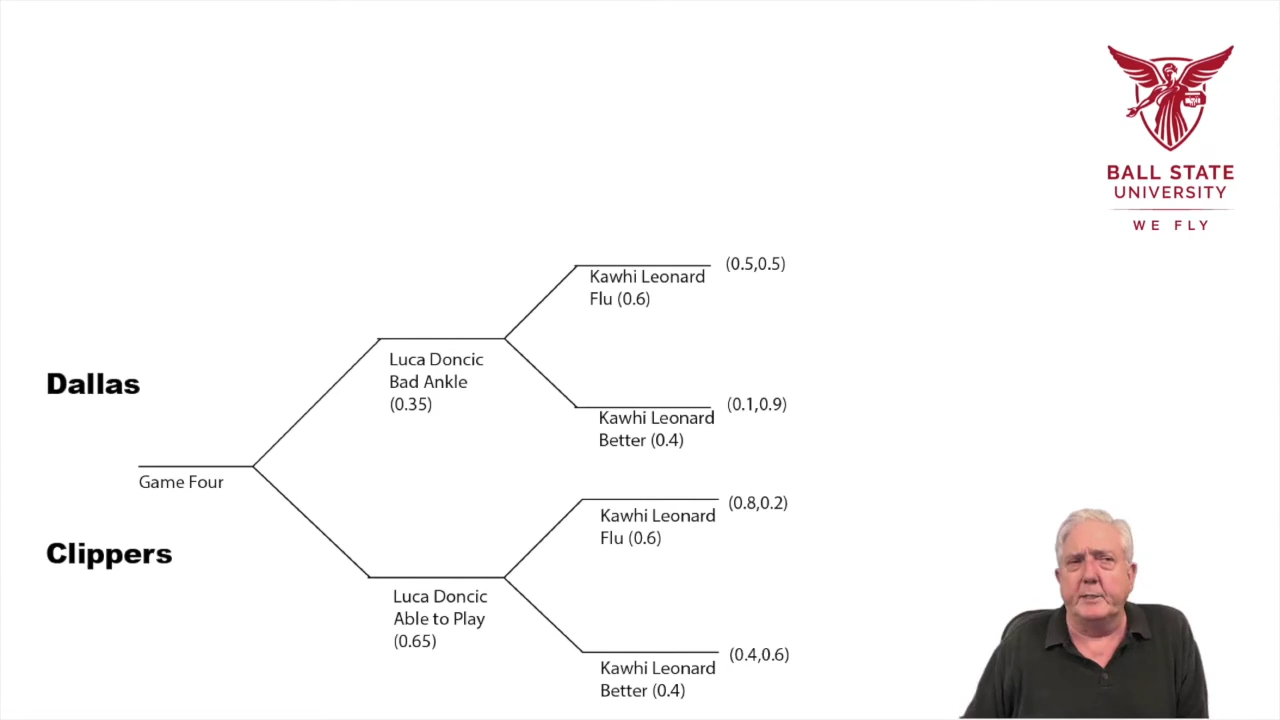 BALL STATE
UNIVERSITY
WE FLY
Kawhi Leonard
Flu (0.6)
(0.5,0.5)
Luca Doncic
Bad Ankle
(0.35)
Kawhi Leonard
Better (0.4)
(0.1,0.9)
Dallas
Game Four
Clippers
Kawhi Leonard
Flu (0.6)
(0.8,0.2)
Luca Doncic
Able to Play
(0.65)
Kawhi Leonard
Better (0.4)
(0.4,0.6)